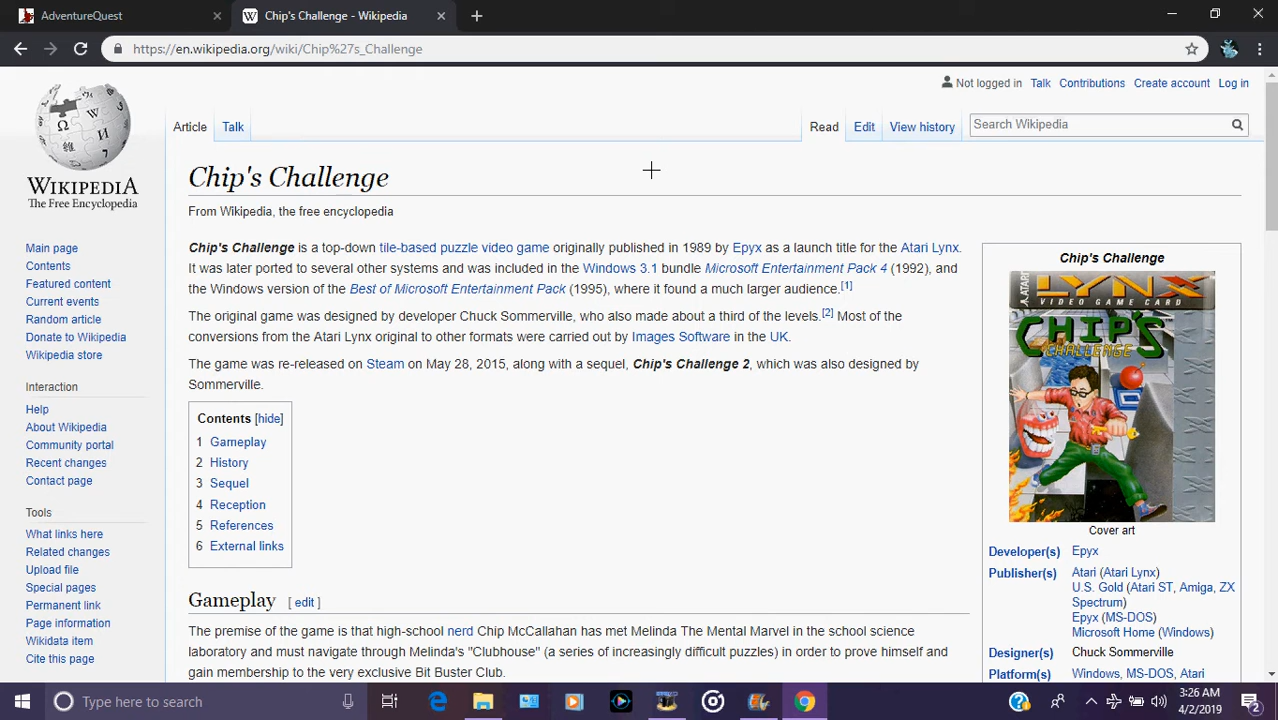 AdventureQuest
Chip's Challenge - Wikipedia
https://en.wikipedia.org/wiki/Chip%27s_Challenge
Not logged in Talk Contributions Create account Log in
Article Talk Read Edit View history Search Wikipedia
WIKIPEDIA
The Free Encyclopedia
Main page
Contents
Featured content
Current events
Random article
Donate to Wikipedia
Wikipedia store
Interaction
Help
About Wikipedia
Community portal
Recent changes
Contact page
Tools
What links here
Related changes
Upload file
Special pages
Permanent link
Page information
Wikidata item
Cite this page
Chip's Challenge
From Wikipedia, the free encyclopedia
Chip's Challenge is a top-down tile-based puzzle video game originally published in 1989 by Epyx as a launch title for the Atari Lynx.
It was later ported to several other systems and was included in the Windows 3.1 bundle Microsoft Entertainment Pack 4 (1992), and
the Windows version of the Best of Microsoft Entertainment Pack (1995), where it found a much larger audience.[1]
The original game was designed by developer Chuck Sommerville, who also made about a third of the levels.[2] Most of the
conversions from the Atari Lynx original to other formats were carried out by Images Software in the UK.
The game was re-released on Steam on May 28, 2015, along with a sequel, Chip's Challenge 2, which was also designed by
Sommerville.
Contents [hide]
1 Gameplay
2 History
3 Sequel
4 Reception
5 References
6 External links
Gameplay [ edit ]
The premise of the game is that high-school nerd Chip McCallahan has met Melinda The Mental Marvel in the school science
laboratory and must navigate through Melinda's "Clubhouse" (a series of increasingly difficult puzzles) in order to prove himself and
gain membership to the very exclusive Bit Buster Club.
Chip's Challenge
ATARI
LYNX
VIDEO GAME CARD
CHIP'S
CHALLENGE
Cover art
Developer(s) Epyx
Publisher(s) Atari (Atari Lynx)
U.S. Gold (Atari ST, Amiga, ZX
Spectrum)
Epyx (MS-DOS)
Microsoft Home (Windows)
Designer(s) Chuck Sommerville
Platform(s) Windows, MS-DOS, Atari
Type here to search
3:26 AM
4/2/2019
2